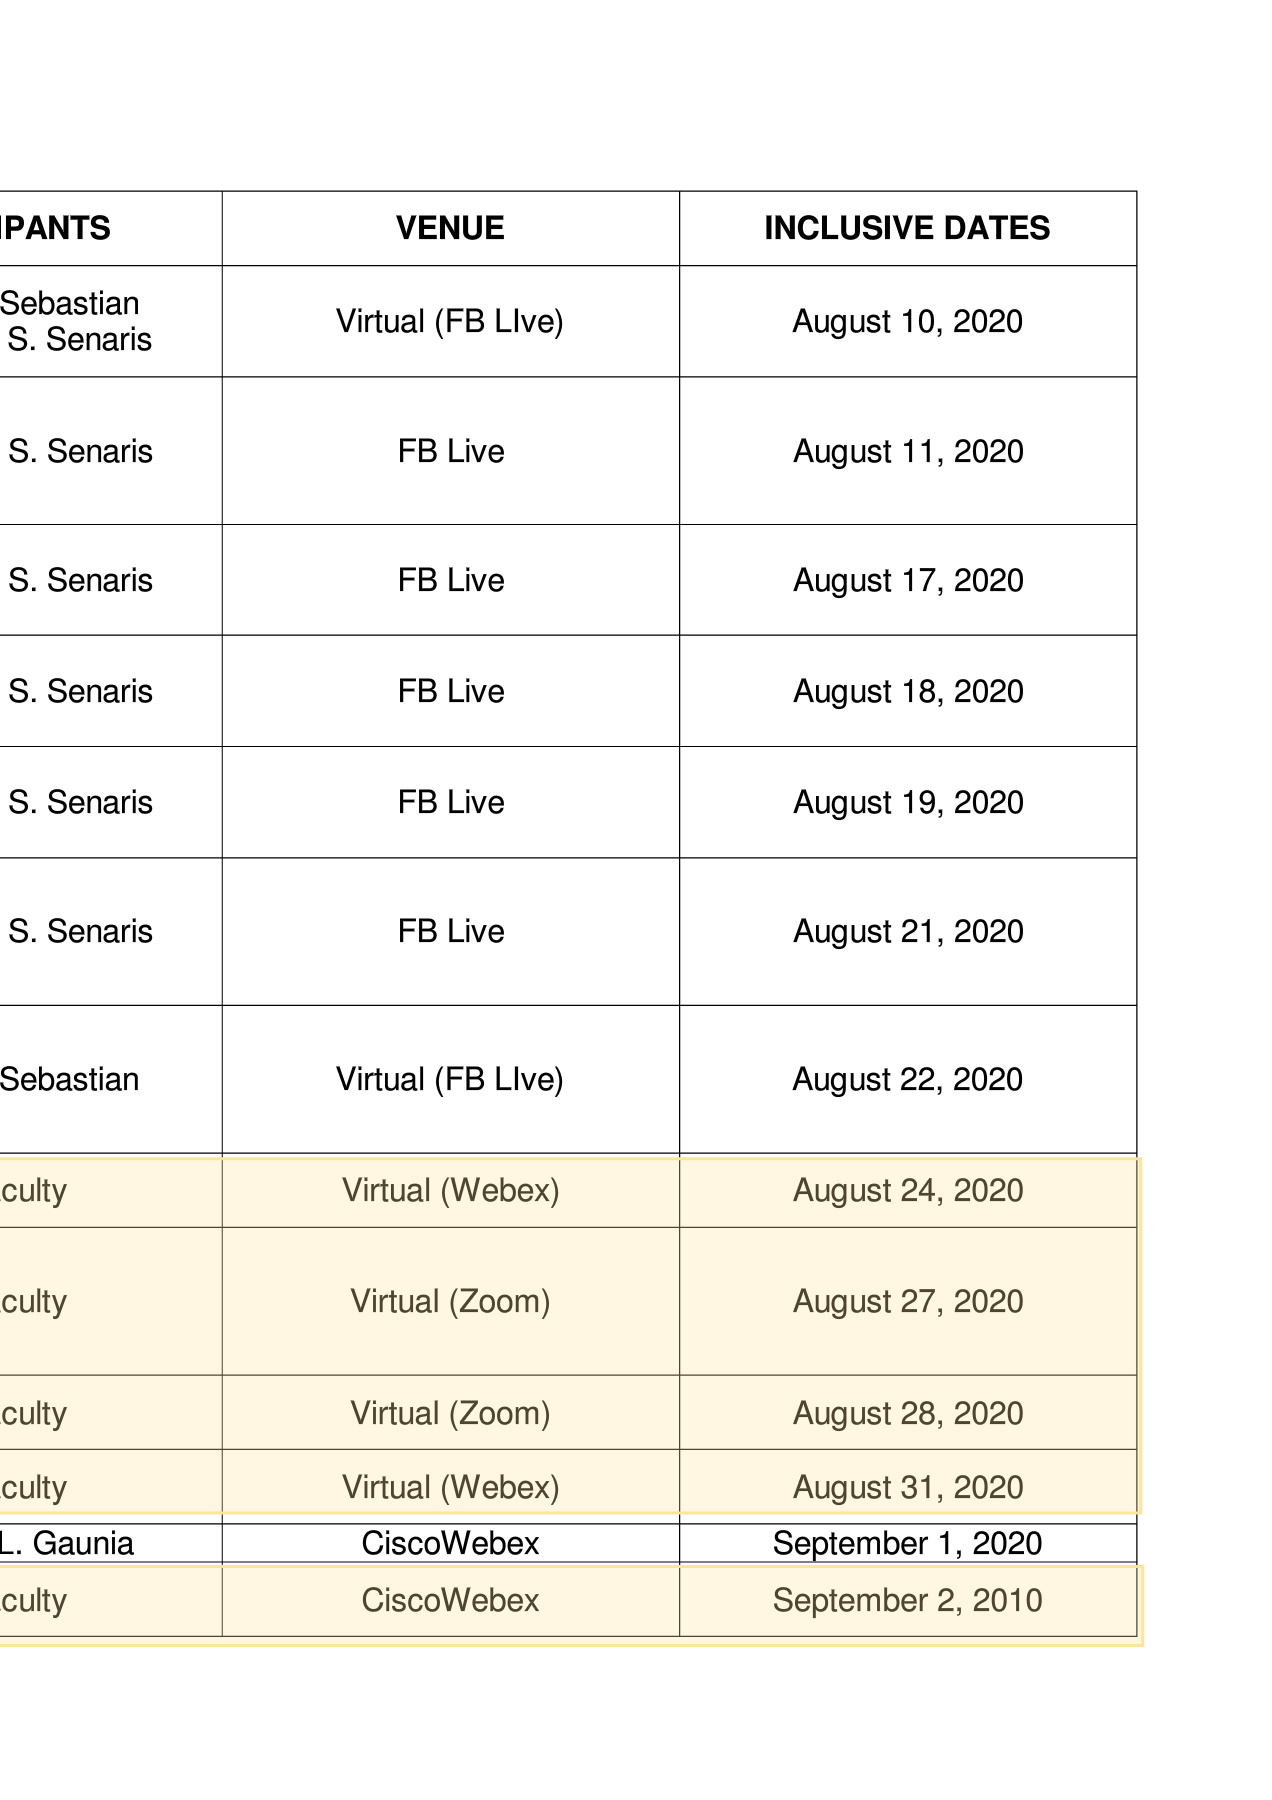 IPANTS VENUE INCLUSIVE DATES
Sebastian
S. Senaris Virtual (FB LIve) August 10, 2020
S. Senaris FB Live August 11, 2020
S. Senaris FB Live August 17, 2020
S. Senaris FB Live August 18, 2020
S. Senaris FB Live August 19, 2020
S. Senaris FB Live August 21, 2020
Sebastian Virtual (FB LIve) August 22, 2020
culty Virtual (Webex) August 24, 2020
culty Virtual (Zoom) August 27, 2020
culty Virtual (Zoom) August 28, 2020
culty Virtual (Webex) August 31, 2020
L. Gaunia CiscoWebex September 1, 2020
culty CiscoWebex September 2, 2010